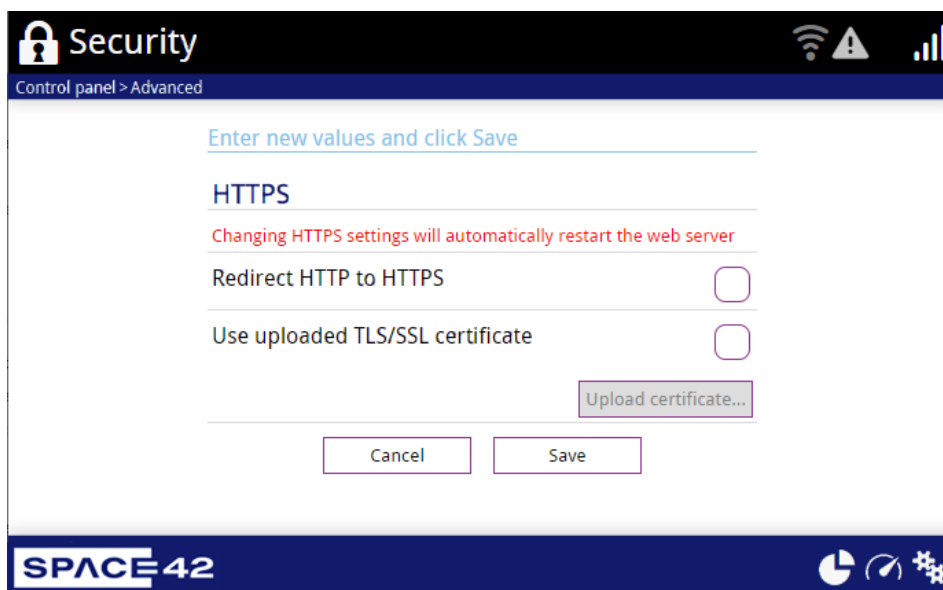 Security
Control panel > Advanced
Enter new values and click Save
HTTPS
Changing HTTPS settings will automatically restart the web server
Redirect HTTP to HTTPS
Use uploaded TLS/SSL certificate
Upload certificate...
Cancel
Save
SPACE42